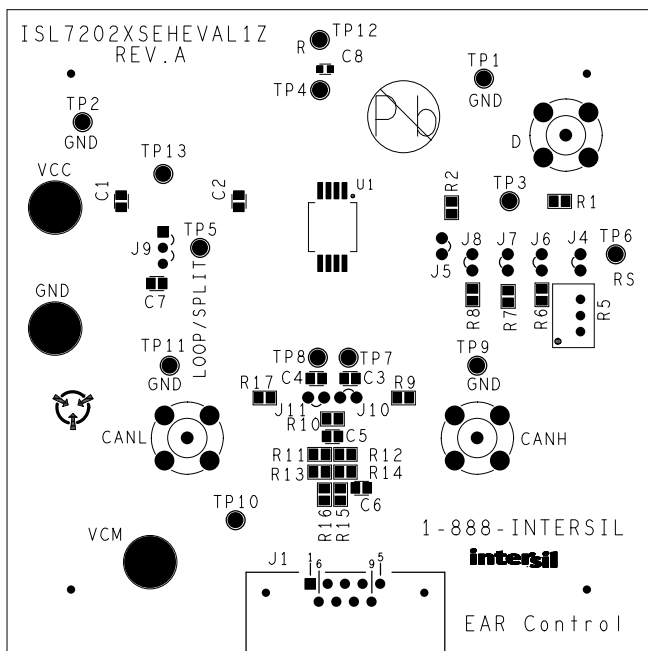 ISL7202XSEHEVAL1Z
REV.A
R
TP12
C8
TP4
Pb
TP1
GND
TP2
GND
D
TP13
VCC
C1
C2
U1
R2
TP3
R1
J9
TP5
J5
J8
J7
J6
J4
TP6
RS
C7
GND
LOOP/SPLIT
R8
R7
R6
R5
TP11
GND
TP8
TP7
TP9
GND
C4
C3
R17
R9
J11
J10
R10
CANL
C5
CANH
R11
R12
R13
R14
C6
TP10
R16
R15
VCM
1-888-INTERSIL
intersil
J1
1
5
6
9
EAR Control